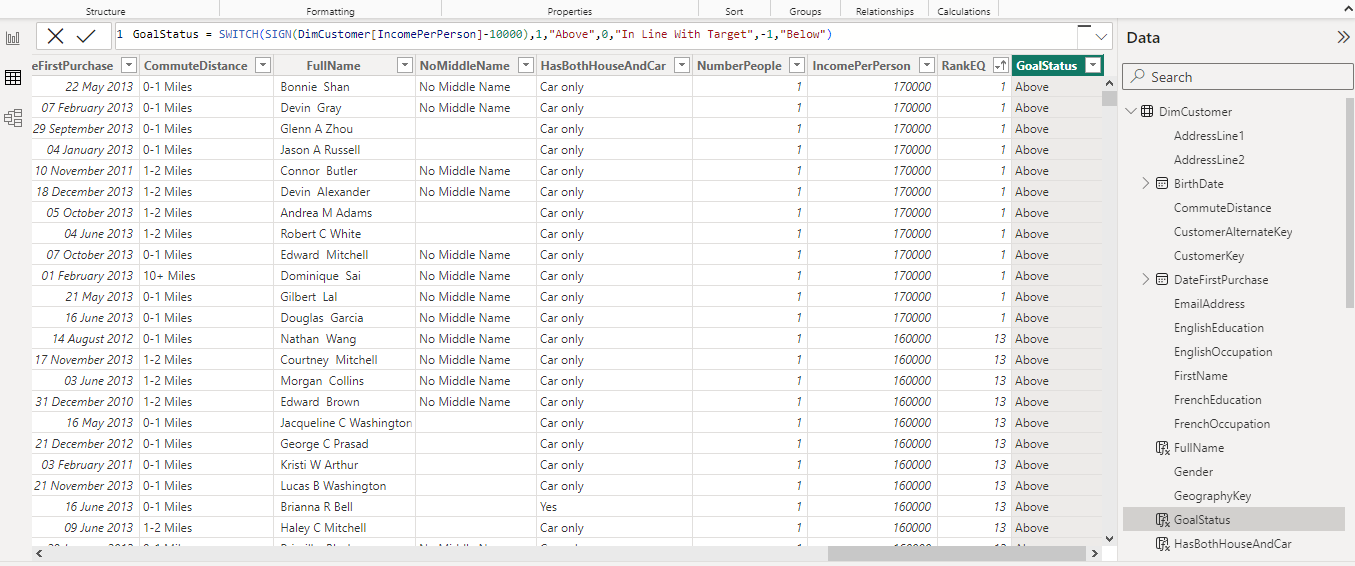 Structure Formatting Properties Sort Groups Relationships Calculations
1 GoalStatus = SWITCH(SIGN(DimCustomer[IncomePerPerson]-10000),1,"Above",0,"In Line With Target",-1,"Below")
eFirstPurchase CommuteDistance FullName NoMiddleName HasBothHouseAndCar NumberPeople IncomePerPerson RankEQ GoalStatus
22 May 2013 0-1 Miles Bonnie Shan No Middle Name Car only 1 170000 1 Above
07 February 2013 0-1 Miles Devin Gray No Middle Name Car only 1 170000 1 Above
29 September 2013 0-1 Miles Glenn A Zhou Car only 1 170000 1 Above
04 January 2013 0-1 Miles Jason A Russell Car only 1 170000 1 Above
10 November 2011 1-2 Miles Connor Butler No Middle Name Car only 1 170000 1 Above
18 December 2013 1-2 Miles Devin Alexander No Middle Name Car only 1 170000 1 Above
05 October 2013 1-2 Miles Andrea M Adams Car only 1 170000 1 Above
04 June 2013 1-2 Miles Robert C White Car only 1 170000 1 Above
07 October 2013 0-1 Miles Edward Mitchell No Middle Name Car only 1 170000 1 Above
01 February 2013 10+ Miles Dominique Sai No Middle Name Car only 1 170000 1 Above
21 May 2013 0-1 Miles Gilbert Lal No Middle Name Car only 1 170000 1 Above
16 June 2013 0-1 Miles Douglas Garcia No Middle Name Car only 1 170000 1 Above
14 August 2012 0-1 Miles Nathan Wang No Middle Name Car only 1 160000 13 Above
17 November 2013 1-2 Miles Courtney Mitchell No Middle Name Car only 1 160000 13 Above
03 June 2013 1-2 Miles Morgan Collins No Middle Name Car only 1 160000 13 Above
31 December 2010 1-2 Miles Edward Brown No Middle Name Car only 1 160000 13 Above
16 May 2013 0-1 Miles Jacqueline C Washington Car only 1 160000 13 Above
21 December 2012 0-1 Miles George C Prasad Car only 1 160000 13 Above
03 February 2011 0-1 Miles Kristi W Arthur Car only 1 160000 13 Above
21 November 2013 0-1 Miles Lucas B Washington Car only 1 160000 13 Above
16 June 2013 0-1 Miles Brianna R Bell Yes 1 160000 13 Above
09 June 2013 1-2 Miles Haley C Mitchell Car only 1 160000 13 Above
Data
Search
DimCustomer
AddressLine1
AddressLine2
BirthDate
CommuteDistance
CustomerAlternateKey
CustomerKey
DateFirstPurchase
EmailAddress
EnglishEducation
EnglishOccupation
FirstName
FrenchEducation
FrenchOccupation
FullName
Gender
GeographyKey
GoalStatus
HasBothHouseAndCar